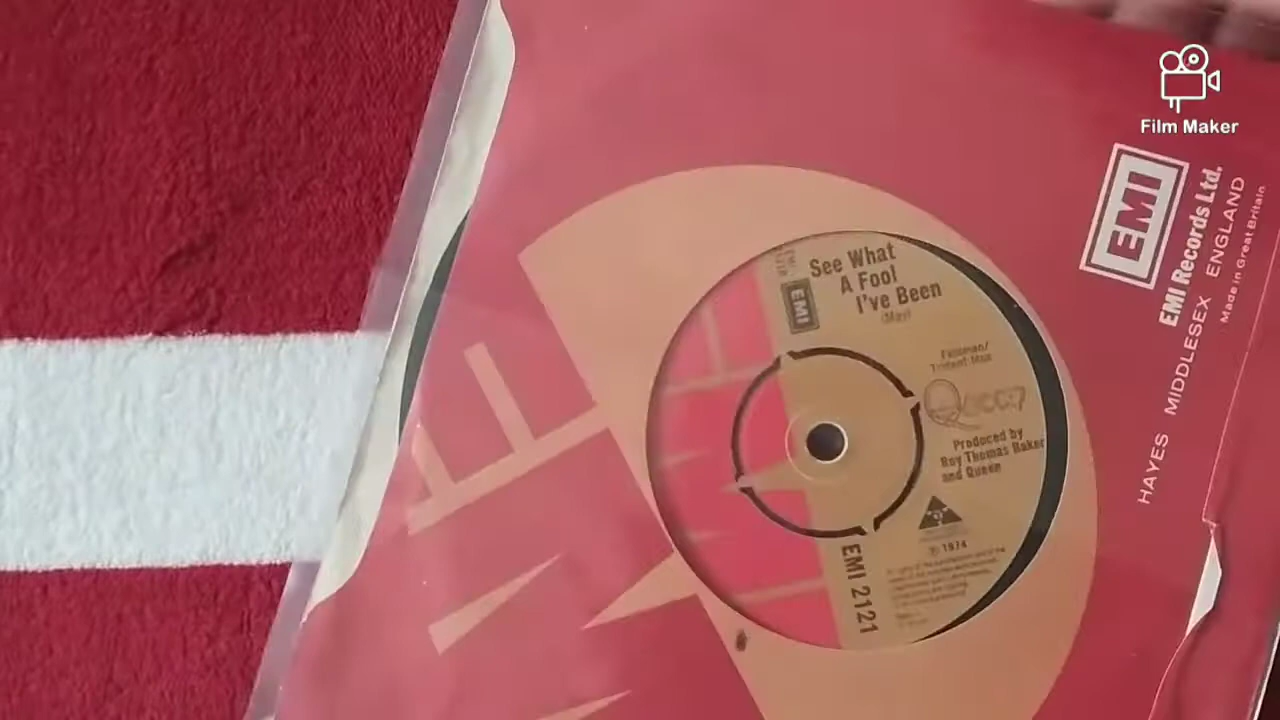 Film Maker
EMI
EMI Records Ltd.
HAYES MIDDLESEX ENGLAND
Made in Great Britain
See What
A Fool
I've Been
(May)
EMI
Feldman/
Trident Mus
Queen
Produced by
Roy Thomas Baker
and Queen
℗ 1974
EMI 2121